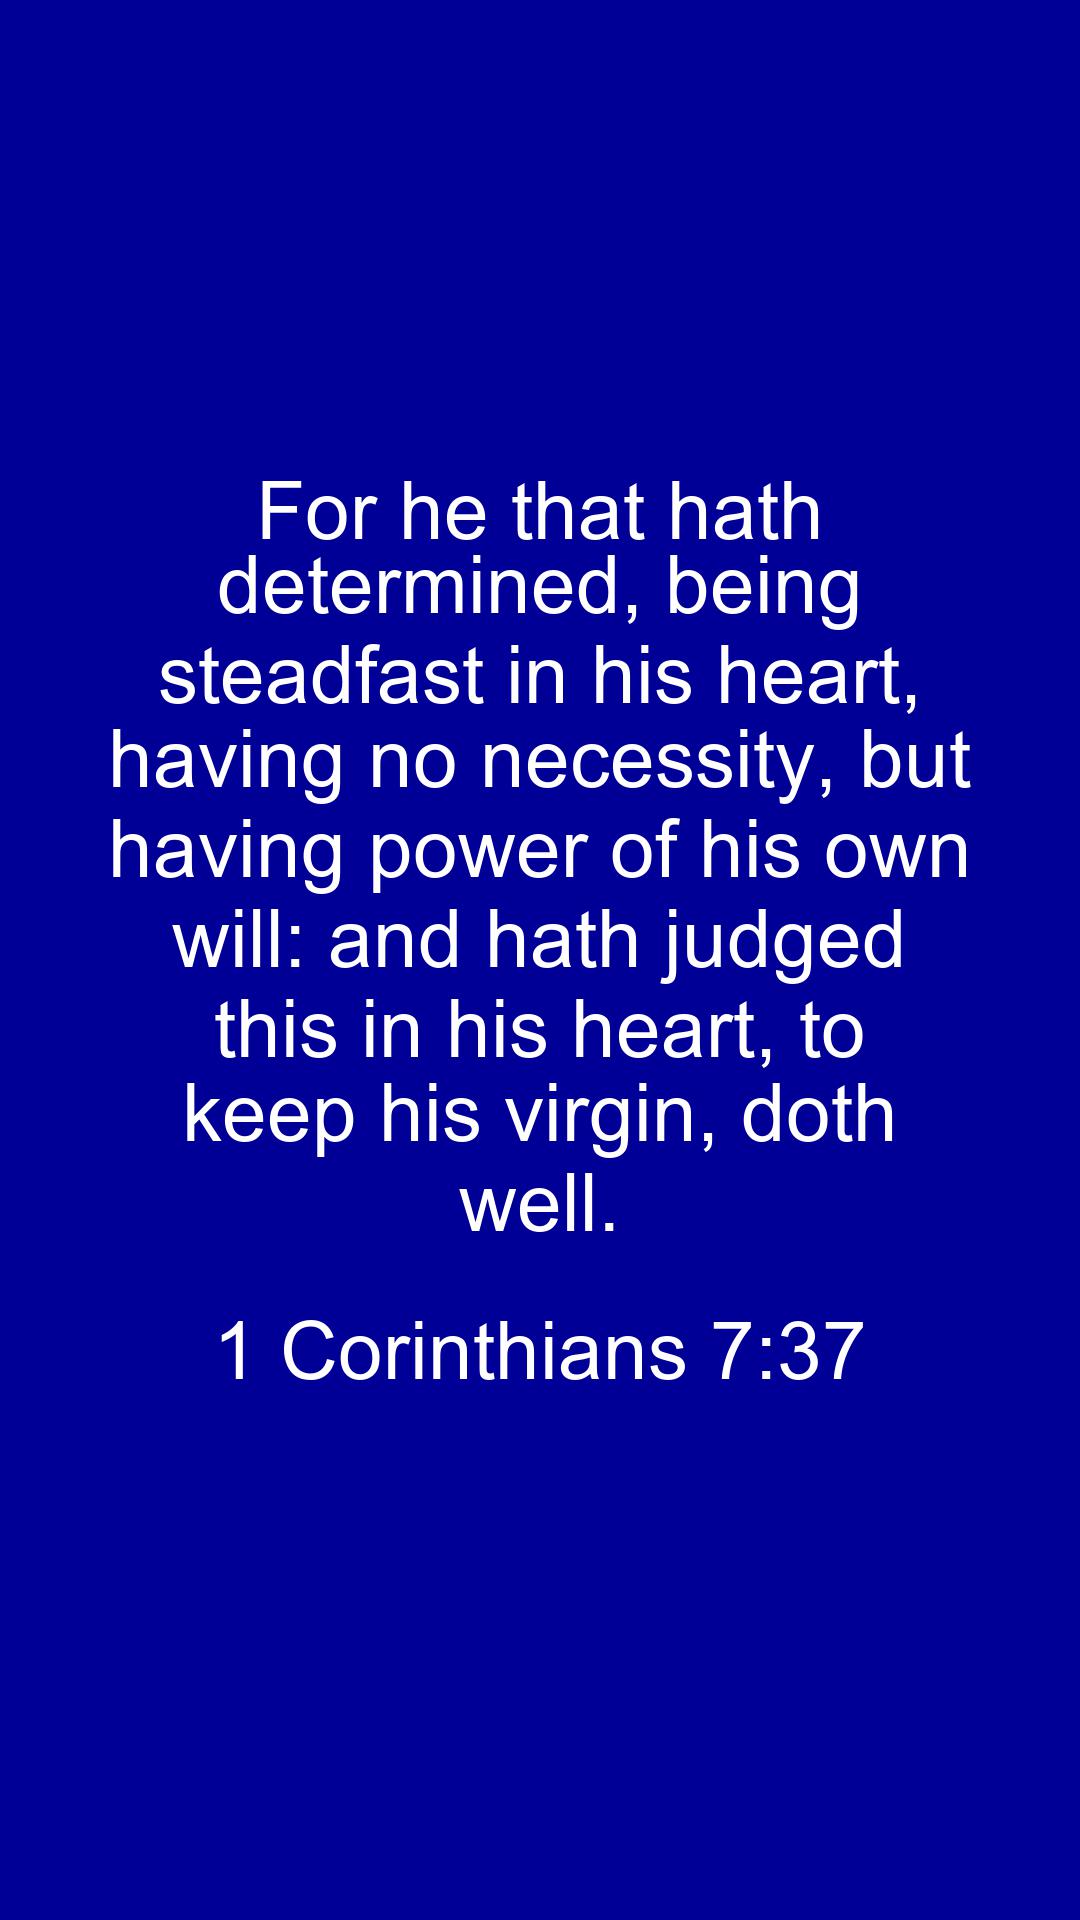 For he that hath
determined, being
steadfast in his heart,
having no necessity, but
having power of his own
will: and hath judged
this in his heart, to
keep his virgin, doth
well.
1 Corinthians 7:37